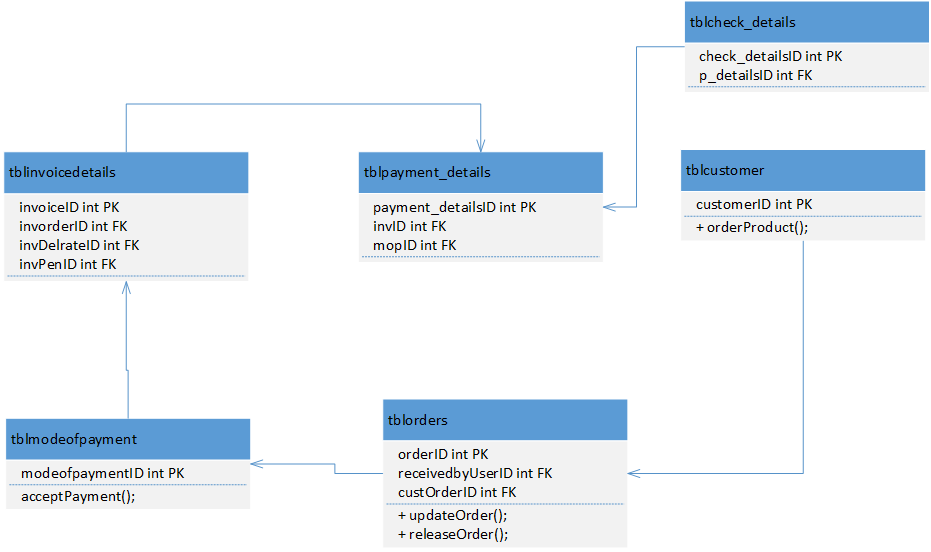 tblcheck_details
check_detailsID int PK
p_detailsID int FK
tblinvoicedetails
invoiceID int PK
invorderID int FK
invDelrateID int FK
invPenID int FK
tblpayment_details
payment_detailsID int PK
invID int FK
mopID int FK
tblcustomer
customerID int PK
+ orderProduct();
tblmodeofpayment
modeofpaymentID int PK
acceptPayment();
tblorders
orderID int PK
receivedbyUserID int FK
custOrderID int FK
+ updateOrder();
+ releaseOrder();